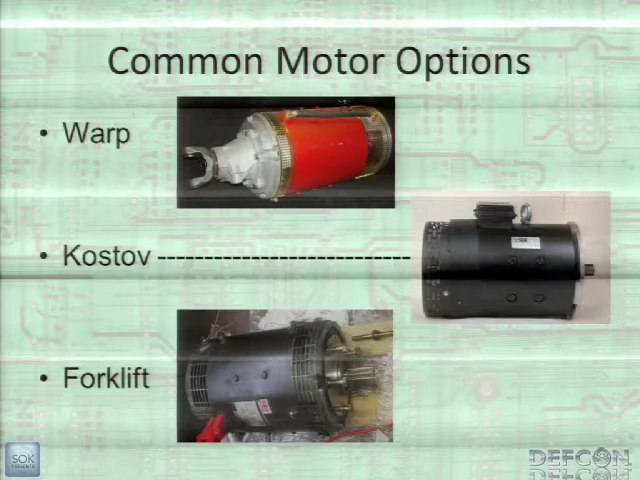 Common Motor Options
• Warp
• Kostov ---------------------------
• Forklift
SOK
DEFCON